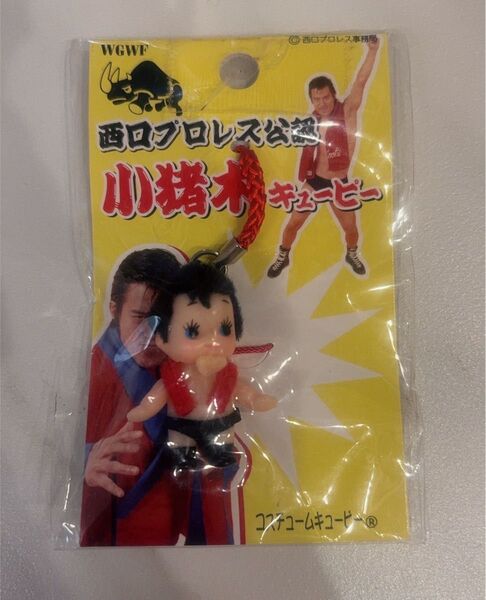 WGWF
©西口プロレス事務局
西口プロレス公認
小猪木キューピー
コスチュームキューピー®